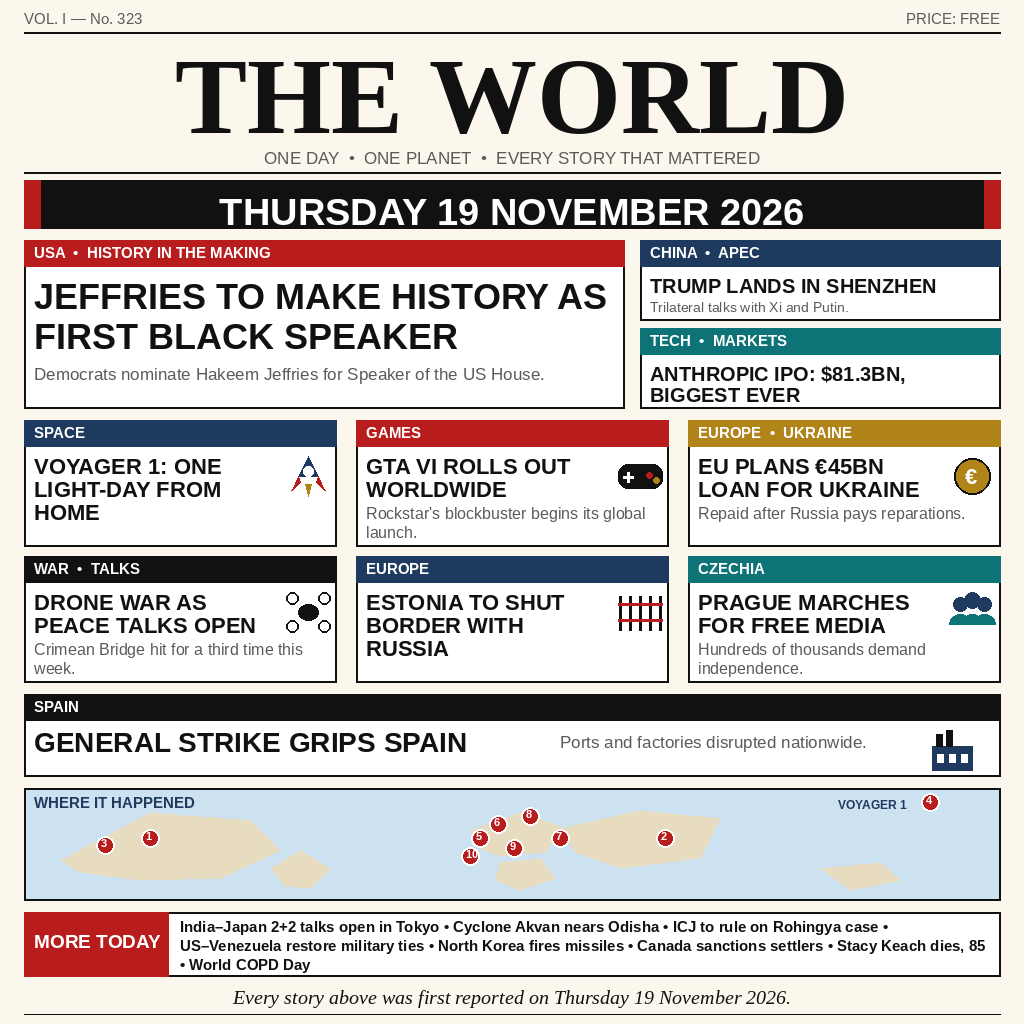 VOL. I — No. 323
PRICE: FREE
THE WORLD
ONE DAY • ONE PLANET • EVERY STORY THAT MATTERED
THURSDAY 19 NOVEMBER 2026
USA • HISTORY IN THE MAKING
JEFFRIES TO MAKE HISTORY AS
FIRST BLACK SPEAKER
Democrats nominate Hakeem Jeffries for Speaker of the US House.
CHINA • APEC
TRUMP LANDS IN SHENZHEN
Trilateral talks with Xi and Putin.
TECH • MARKETS
ANTHROPIC IPO: $81.3BN,
BIGGEST EVER
SPACE
VOYAGER 1: ONE
LIGHT-DAY FROM
HOME
GAMES
GTA VI ROLLS OUT
WORLDWIDE
Rockstar's blockbuster begins its global
launch.
EUROPE • UKRAINE
EU PLANS €45BN
LOAN FOR UKRAINE
Repaid after Russia pays reparations.
€
WAR • TALKS
DRONE WAR AS
PEACE TALKS OPEN
Crimean Bridge hit for a third time this
week.
EUROPE
ESTONIA TO SHUT
BORDER WITH
RUSSIA
CZECHIA
PRAGUE MARCHES
FOR FREE MEDIA
Hundreds of thousands demand
independence.
SPAIN
GENERAL STRIKE GRIPS SPAIN
Ports and factories disrupted nationwide.
WHERE IT HAPPENED
VOYAGER 1
4
3
1
5
6
8
10
9
7
2
MORE TODAY
India–Japan 2+2 talks open in Tokyo • Cyclone Akvan nears Odisha • ICJ to rule on Rohingya case •
US–Venezuela restore military ties • North Korea fires missiles • Canada sanctions settlers • Stacy Keach dies, 85
• World COPD Day
Every story above was first reported on Thursday 19 November 2026.